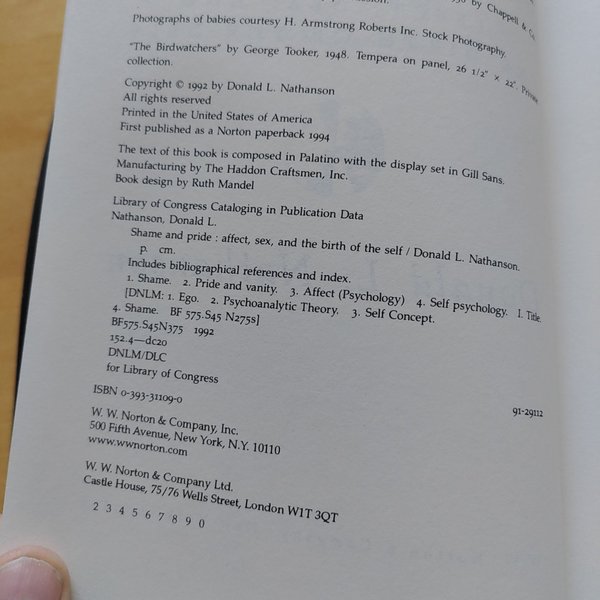 1956 by Chappell & Co.
Photographs of babies courtesy H. Armstrong Roberts Inc. Stock Photography.
"The Birdwatchers" by George Tooker, 1948. Tempera on panel, 26 1/2" × 22". Private
collection.
Copyright © 1992 by Donald L. Nathanson
All rights reserved
Printed in the United States of America
First published as a Norton paperback 1994
The text of this book is composed in Palatino with the display set in Gill Sans.
Manufacturing by The Haddon Craftsmen, Inc.
Book design by Ruth Mandel
Library of Congress Cataloging in Publication Data
Nathanson, Donald L.
Shame and pride : affect, sex, and the birth of the self / Donald L. Nathanson.
p. cm.
Includes bibliographical references and index.
1. Shame. 2. Pride and vanity. 3. Affect (Psychology) 4. Self psychology. I. Title.
[DNLM: 1. Ego. 2. Psychoanalytic Theory. 3. Self Concept.
4. Shame. BF 575.S45 N275s]
BF575.S45N375 1992
152.4—dc20
DNLM/DLC
for Library of Congress 91-29112
ISBN 0-393-31109-0
W. W. Norton & Company, Inc.
500 Fifth Avenue, New York, N.Y. 10110
www.wwnorton.com
W. W. Norton & Company Ltd.
Castle House, 75/76 Wells Street, London W1T 3QT
2 3 4 5 6 7 8 9 0